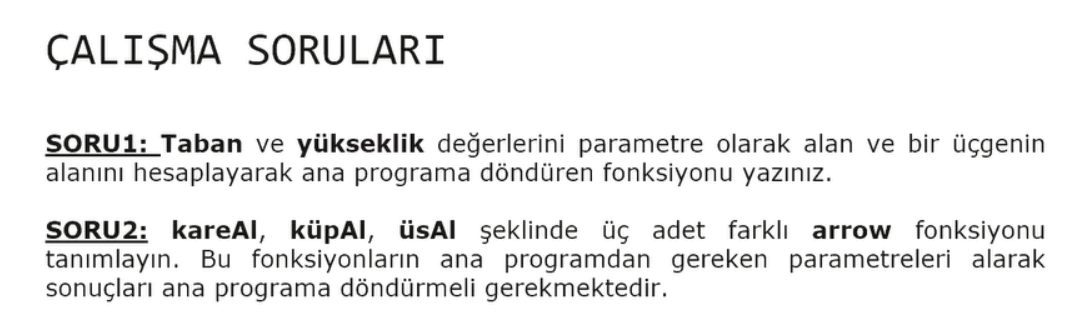 ÇALIŞMA SORULARI
SORU1: Taban ve yükseklik değerlerini parametre olarak alan ve bir üçgenin
alanını hesaplayarak ana programa döndüren fonksiyonu yazınız.
SORU2: kareAl, küpAl, üsAl şeklinde üç adet farklı arrow fonksiyonu
tanımlayın. Bu fonksiyonların ana programdan gereken parametreleri alarak
sonuçları ana programa döndürmeli gerekmektedir.